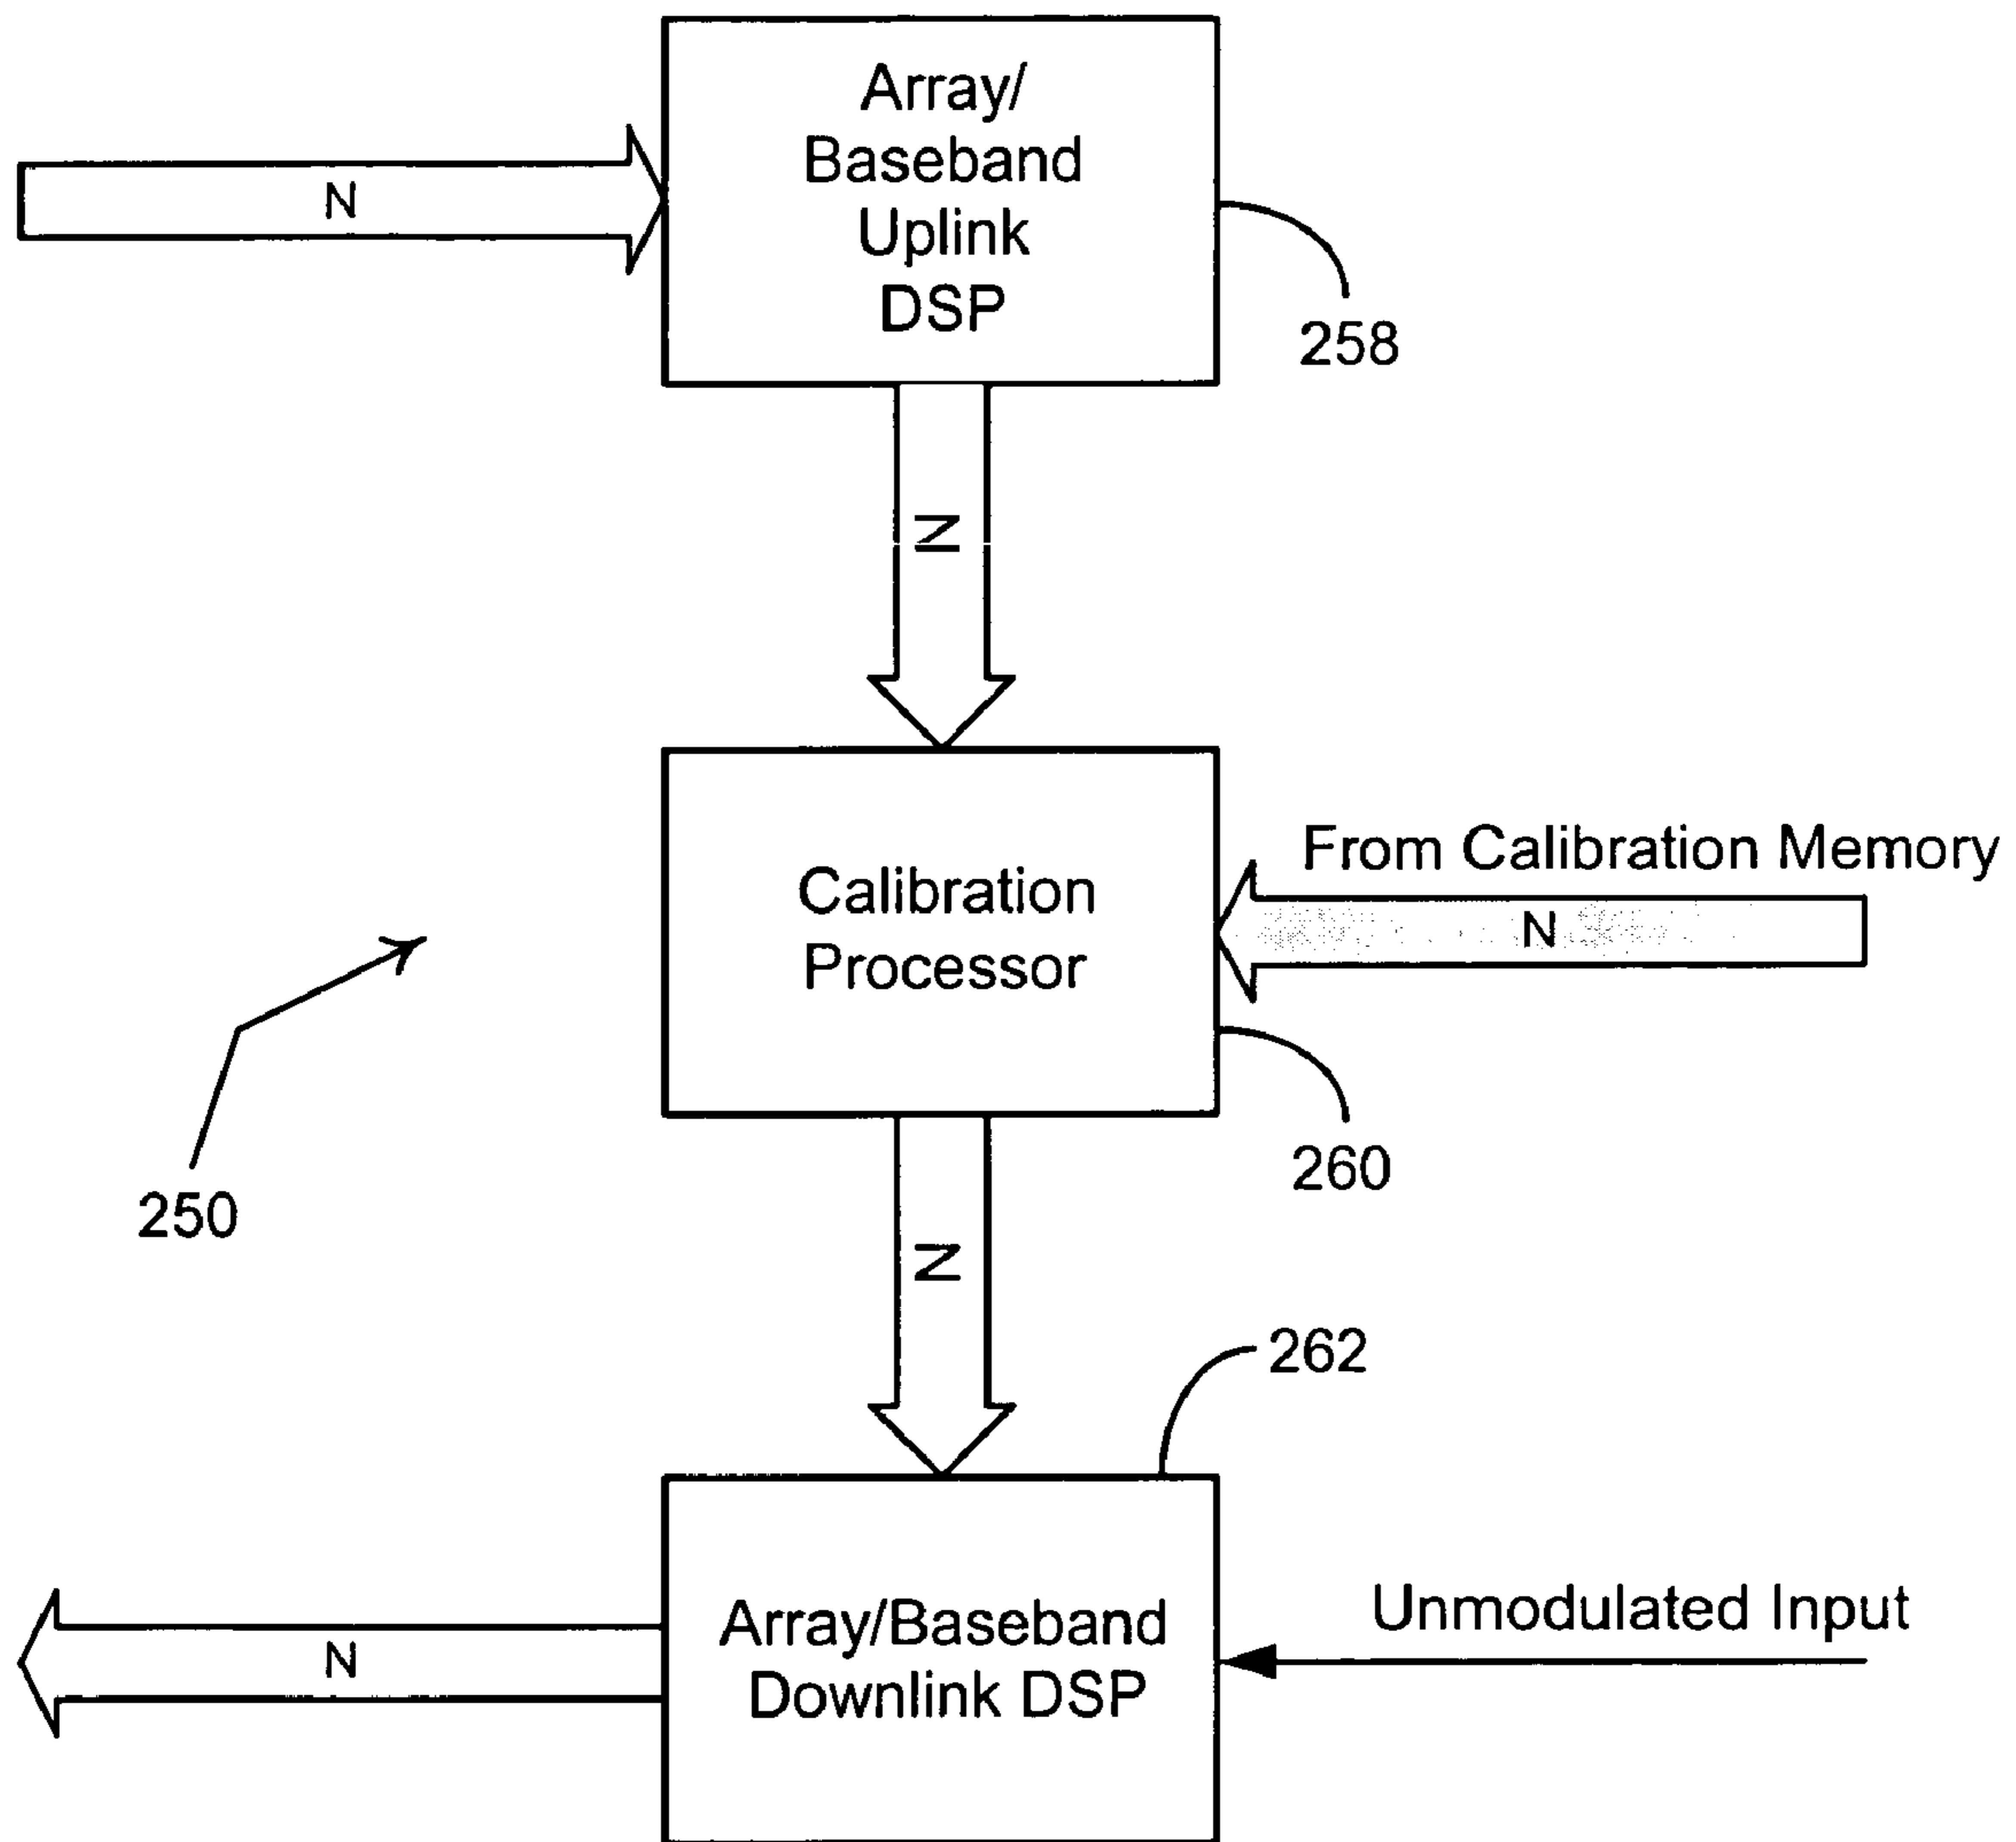 Array/
Baseband
Uplink
DSP
N
258
N
From Calibration Memory
N
Calibration
Processor
260
250
N
262
Unmodulated Input
Array/Baseband
Downlink DSP
N